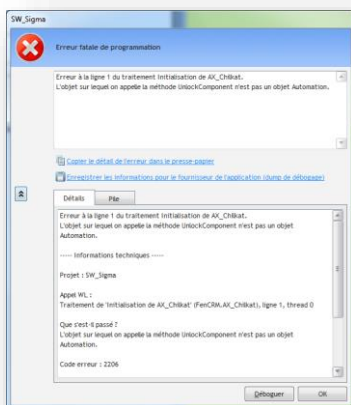 SW_Sigma
Erreur fatale de programmation
Erreur à la ligne 1 du traitement Initialisation de AX_Chilkat.
L'objet sur lequel on appelle la méthode UnlockComponent n'est pas un objet Automation.
Copier le détail de l'erreur dans le presse-papier
Enregistrer les informations pour le fournisseur de l'application (dump de débogage)
Détails
Pile
Erreur à la ligne 1 du traitement Initialisation de AX_Chilkat.
L'objet sur lequel on appelle la méthode UnlockComponent n'est pas un objet
Automation.
----- Informations techniques -----
Projet : SW_Sigma
Appel WL :
Traitement de 'Initialisation de AX_Chilkat' (FenCRM.AX_Chilkat), ligne 1, thread 0
Que s'est-il passé ?
L'objet sur lequel on appelle la méthode UnlockComponent n'est pas un objet
Automation.
Code erreur : 2206
Déboguer
OK